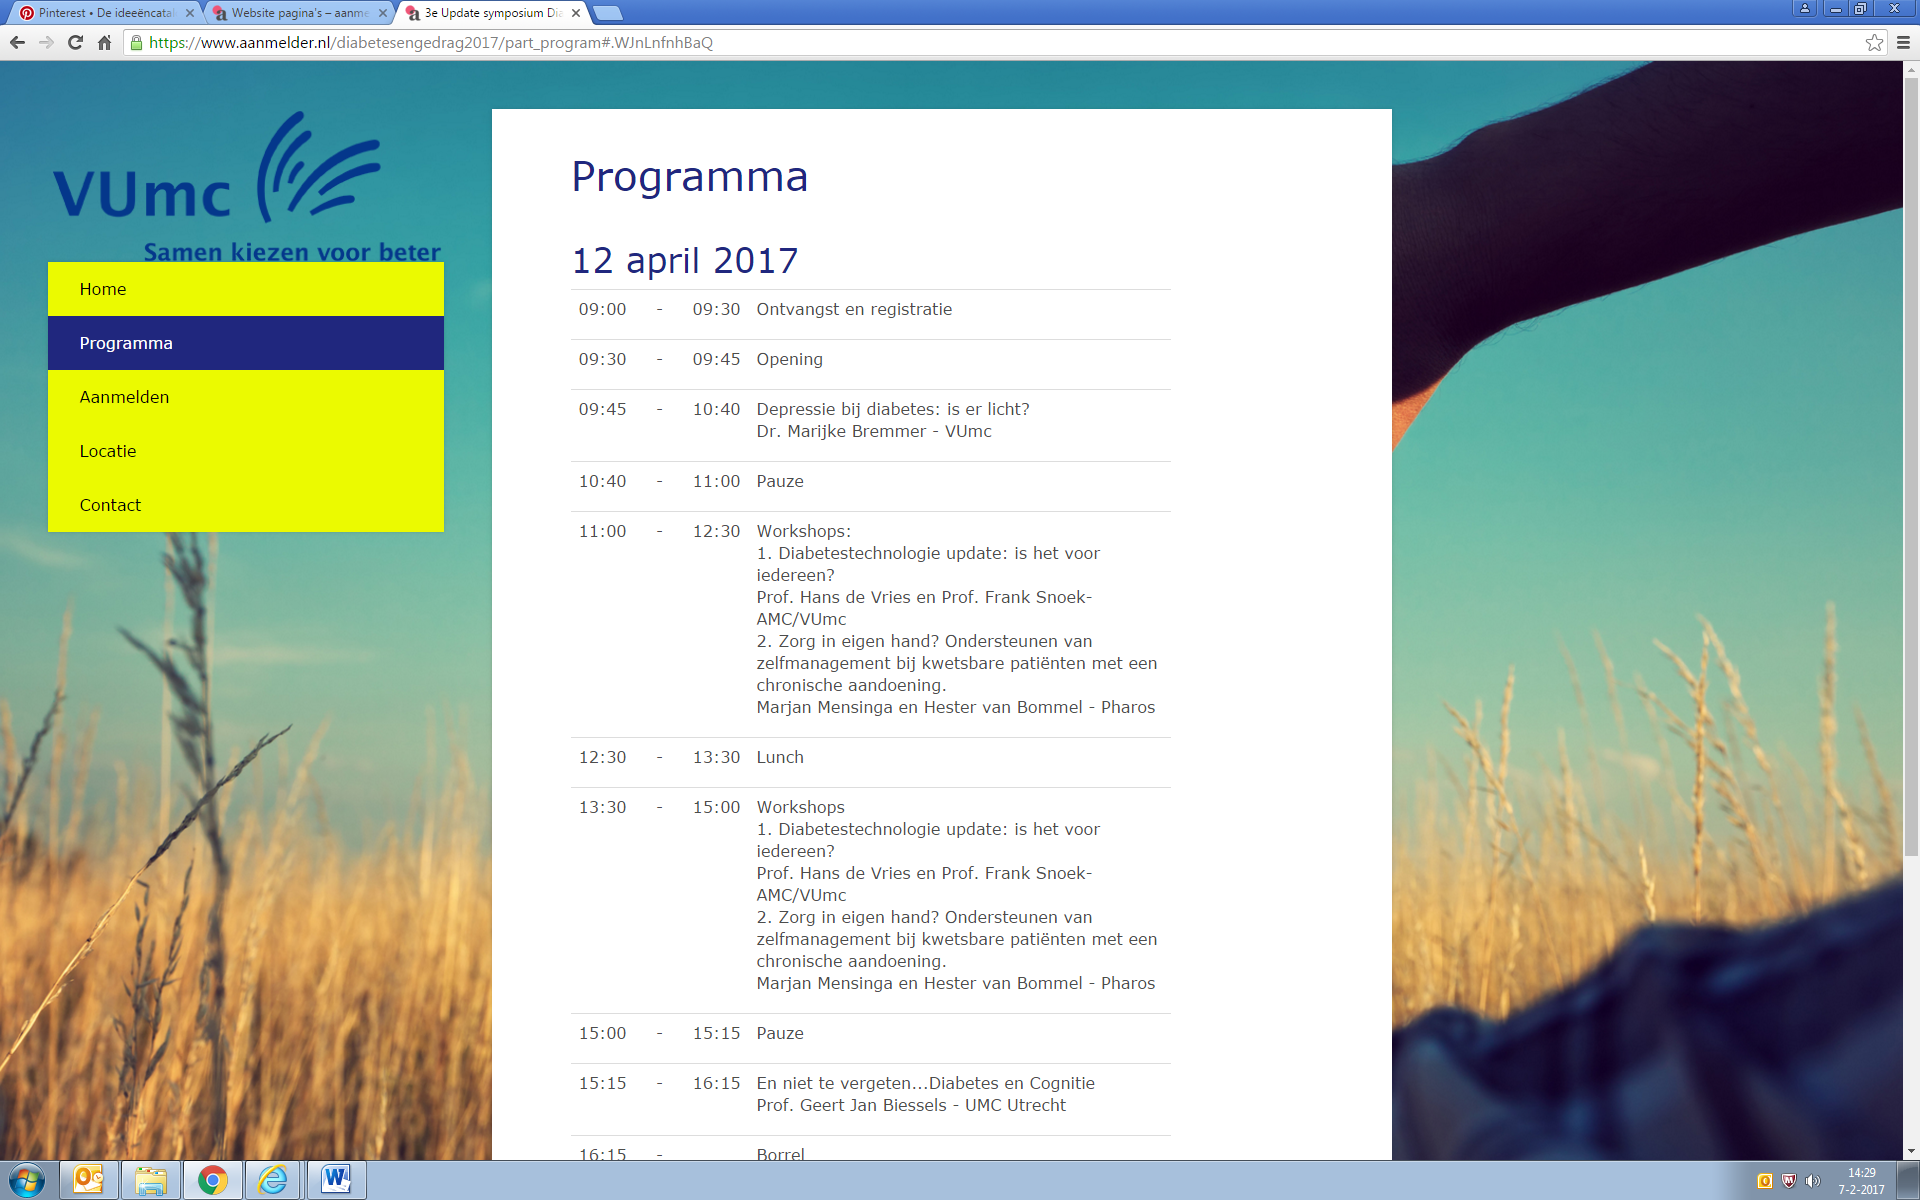 Pinterest • De ideeëncatal
Website pagina's – aanme
3e Update symposium Dia
https://www.aanmelder.nl/diabetesengedrag2017/part_program#.WJnLnfnhBaQ
VUmc
Samen kiezen voor beter
Home
Programma
Aanmelden
Locatie
Contact
Programma
12 april 2017
09:00 - 09:30 Ontvangst en registratie
09:30 - 09:45 Opening
09:45 - 10:40 Depressie bij diabetes: is er licht?
Dr. Marijke Bremmer - VUmc
10:40 - 11:00 Pauze
11:00 - 12:30 Workshops:
1. Diabetestechnologie update: is het voor
iedereen?
Prof. Hans de Vries en Prof. Frank Snoek-
AMC/VUmc
2. Zorg in eigen hand? Ondersteunen van
zelfmanagement bij kwetsbare patiënten met een
chronische aandoening.
Marjan Mensinga en Hester van Bommel - Pharos
12:30 - 13:30 Lunch
13:30 - 15:00 Workshops
1. Diabetestechnologie update: is het voor
iedereen?
Prof. Hans de Vries en Prof. Frank Snoek-
AMC/VUmc
2. Zorg in eigen hand? Ondersteunen van
zelfmanagement bij kwetsbare patiënten met een
chronische aandoening.
Marjan Mensinga en Hester van Bommel - Pharos
15:00 - 15:15 Pauze
15:15 - 16:15 En niet te vergeten...Diabetes en Cognitie
Prof. Geert Jan Biessels - UMC Utrecht
16:15 - Borrel
14:29
7-2-2017